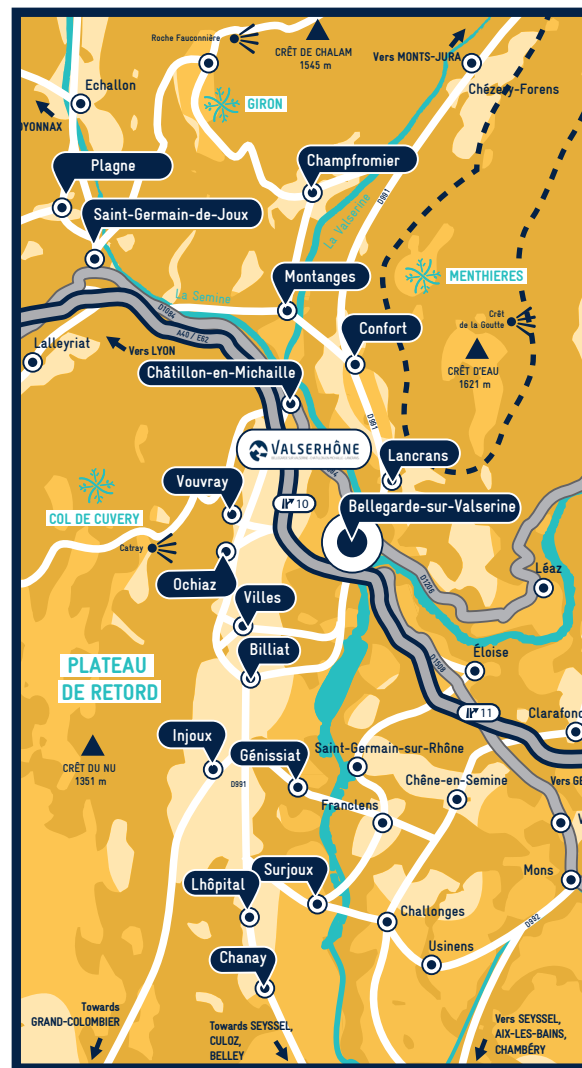 Roche Fauconnière
CRÊT DE CHALAM
1545 m
Vers MONTS-JURA
Echallon
Chézery-Forens
GIRON
OYONNAX
Plagne
Champfromier
D991
La Valserine
Saint-Germain-de-Joux
MENTHIERES
Montanges
La Semine
D1084
A40 / E62
Confort
Crêt
de la Goutte
Vers LYON
Lalleyriat
CRÊT D'EAU
1621 m
Châtillon-en-Michaille
D991
VALSERHÔNE
Lancrans
Vouvray
10
Bellegarde-sur-Valserine
COL DE CUVERY
Catray
Ochiaz
Léaz
D1206
Villes
Éloise
D1508
PLATEAU
DE RETORD
Billiat
11
Clarafond
Injoux
Génissiat
Saint-Germain-sur-Rhône
CRÊT DU NU
1351 m
D991
Chêne-en-Semine
Vers GE
Franclens
V
Mons
Surjoux
Lhôpital
Challonges
D992
Usinens
Chanay
Towards
GRAND-COLOMBIER
Towards SEYSSEL,
CULOZ,
BELLEY
Vers SEYSSEL,
AIX-LES-BAINS,
CHAMBÉRY